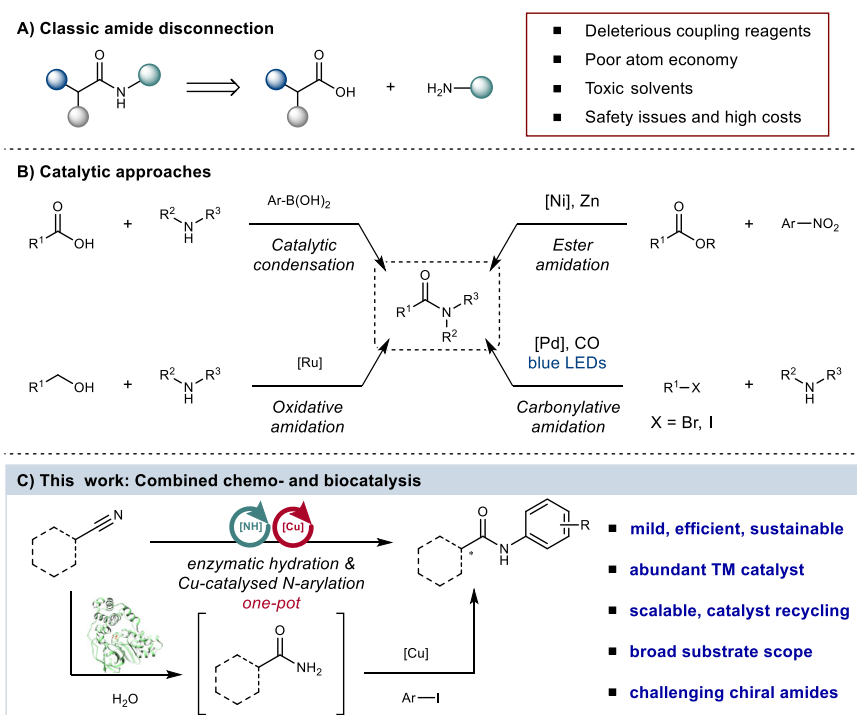 A) Classic amide disconnection
O
N
H
O
OH
+
H2N
■ Deleterious coupling reagents
■ Poor atom economy
■ Toxic solvents
■ Safety issues and high costs
B) Catalytic approaches
O
R1
OH
+
R2
N
H
R3
Ar-B(OH)2
Catalytic
condensation
[Ni], Zn
Ester
amidation
O
R1
OR
+
Ar–NO2
O
R1
N
R3
R2
R1
OH
+
R2
N
H
R3
[Ru]
Oxidative
amidation
[Pd], CO
blue LEDs
Carbonylative
amidation
R1–X
X = Br, I
+
R2
N
H
R3
C) This work: Combined chemo- and biocatalysis
N
[NH]
[Cu]
enzymatic hydration &
Cu-catalysed N-arylation
one-pot
O
*
N
H
R
H2O
O
NH2
[Cu]
Ar–I
■ mild, efficient, sustainable
■ abundant TM catalyst
■ scalable, catalyst recycling
■ broad substrate scope
■ challenging chiral amides